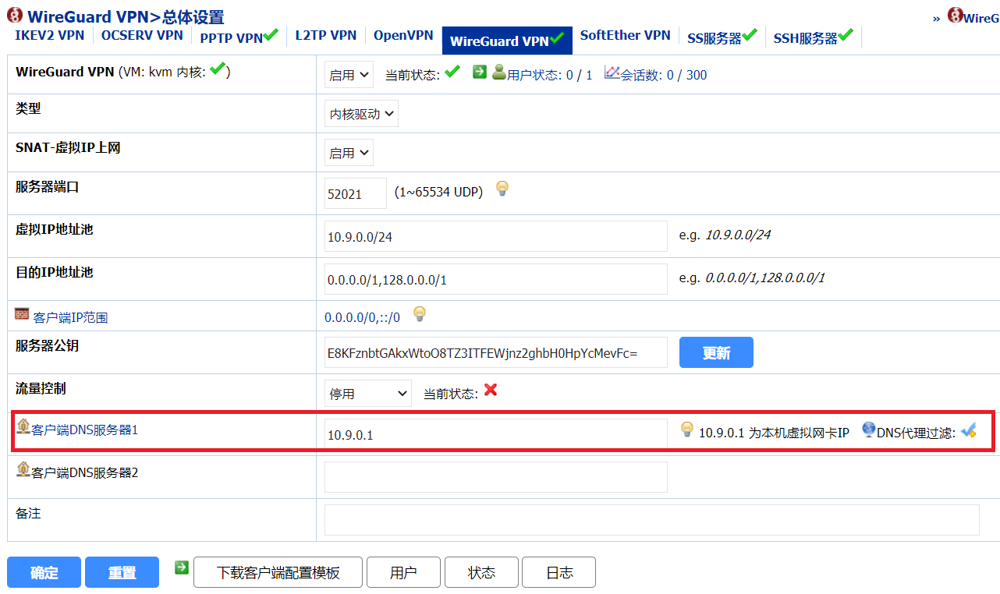 WireGuard VPN>总体设置
» WireG
IKEV2 VPN OCSERV VPN PPTP VPN L2TP VPN OpenVPN WireGuard VPN SoftEther VPN SS服务器 SSH服务器
WireGuard VPN (VM: kvm 内核: ) 启用 当前状态: 用户状态: 0 / 1 会话数: 0 / 300
类型 内核驱动
SNAT-虚拟IP上网 启用
服务器端口 52021 (1~65534 UDP)
虚拟IP地址池 10.9.0.0/24 e.g. 10.9.0.0/24
目的IP地址池 0.0.0.0/1,128.0.0.0/1 e.g. 0.0.0.0/1,128.0.0.0/1
客户端IP范围 0.0.0.0/0,::/0
服务器公钥 E8KFznbtGAkxWtoO8TZ3ITFEWjnz2ghbH0HpYcMevFc= 更新
流量控制 停用 当前状态:
客户端DNS服务器1 10.9.0.1 10.9.0.1 为本机虚拟网卡IP DNS代理过滤:
客户端DNS服务器2
备注
确定 重置 下载客户端配置模板 用户 状态 日志